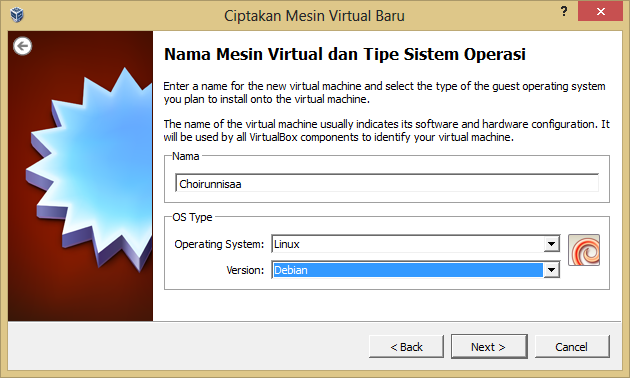 Ciptakan Mesin Virtual Baru
?
Nama Mesin Virtual dan Tipe Sistem Operasi
Enter a name for the new virtual machine and select the type of the guest operating system
you plan to install onto the virtual machine.
The name of the virtual machine usually indicates its software and hardware configuration. It
will be used by all VirtualBox components to identify your virtual machine.
Nama
Choirunnisaa
OS Type
Operating System: Linux
Version: Debian
< Back Next > Cancel